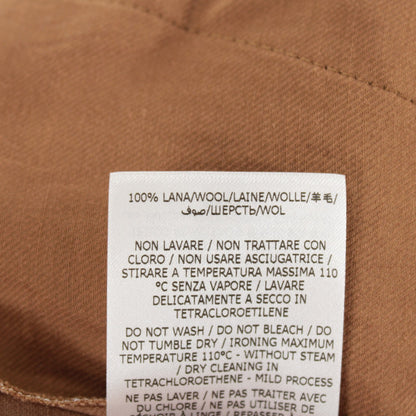 100% LANA/WOOL/LAINE/WOLLE/羊毛/
صوف/ШЕРСТЬ/WOL
NON LAVARE / NON TRATTARE CON
CLORO / NON USARE ASCIUGATRICE /
STIRARE A TEMPERATURA MASSIMA 110
°C SENZA VAPORE / LAVARE
DELICATAMENTE A SECCO IN
TETRACLOROETILENE
DO NOT WASH / DO NOT BLEACH / DO
NOT TUMBLE DRY / IRONING MAXIMUM
TEMPERATURE 110°C - WITHOUT STEAM
/ DRY CLEANING IN
TETRACHLOROETHENE - MILD PROCESS
NE PAS LAVER / NE PAS TRAITER AVEC
DU CHLORE / NE PAS UTILISER DE
SÉCHOIR À LINGE / REPASSER